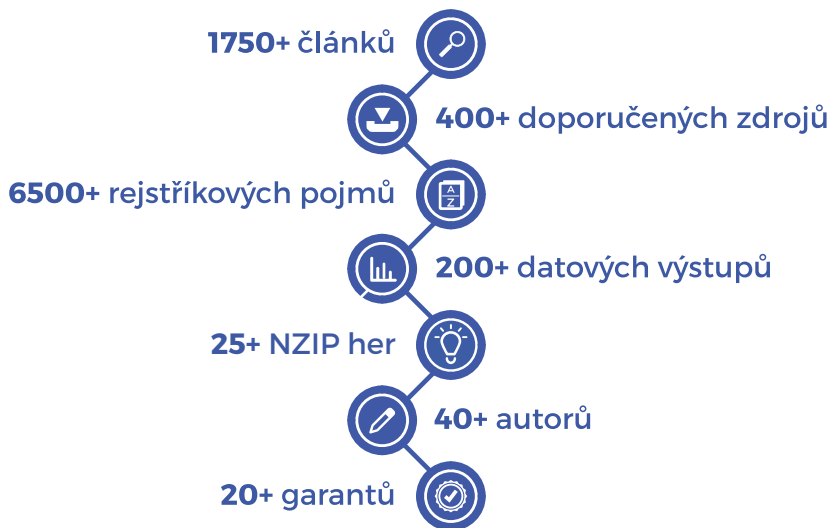 1750+ článků
400+ doporučených zdrojů
6500+ rejstříkových pojmů
A
Z
200+ datových výstupů
25+ NZIP her
40+ autorů
20+ garantů